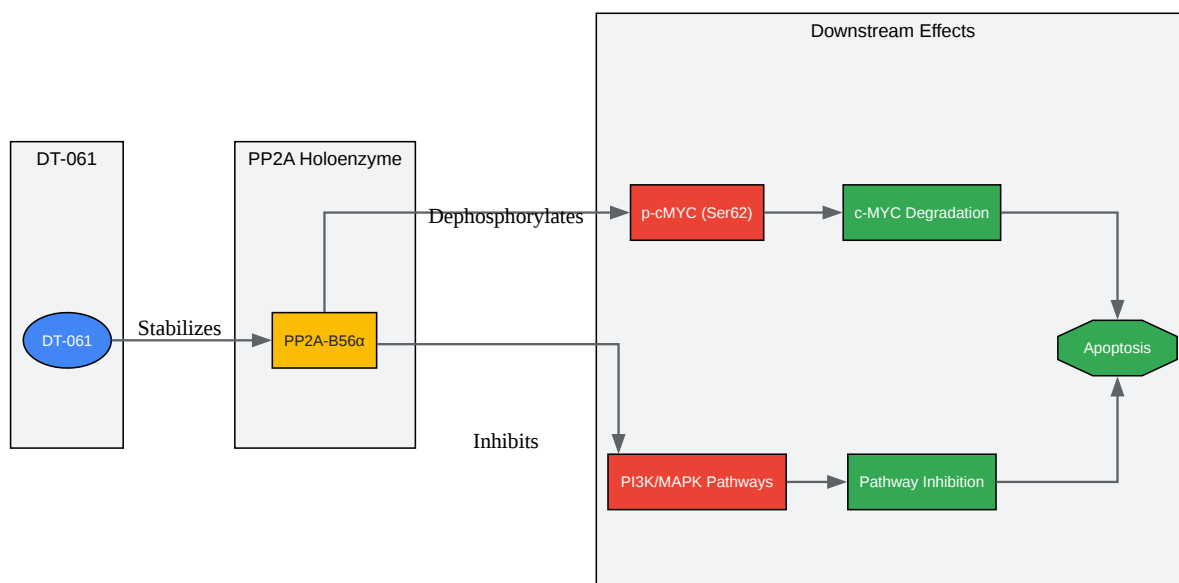 Downstream Effects
DT-061
PP2A Holoenzyme
Dephosphorylates
p-cMYC (Ser62)
c-MYC Degradation
DT-061
Stabilizes
PP2A-B56α
Apoptosis
Inhibits
PI3K/MAPK Pathways
Pathway Inhibition